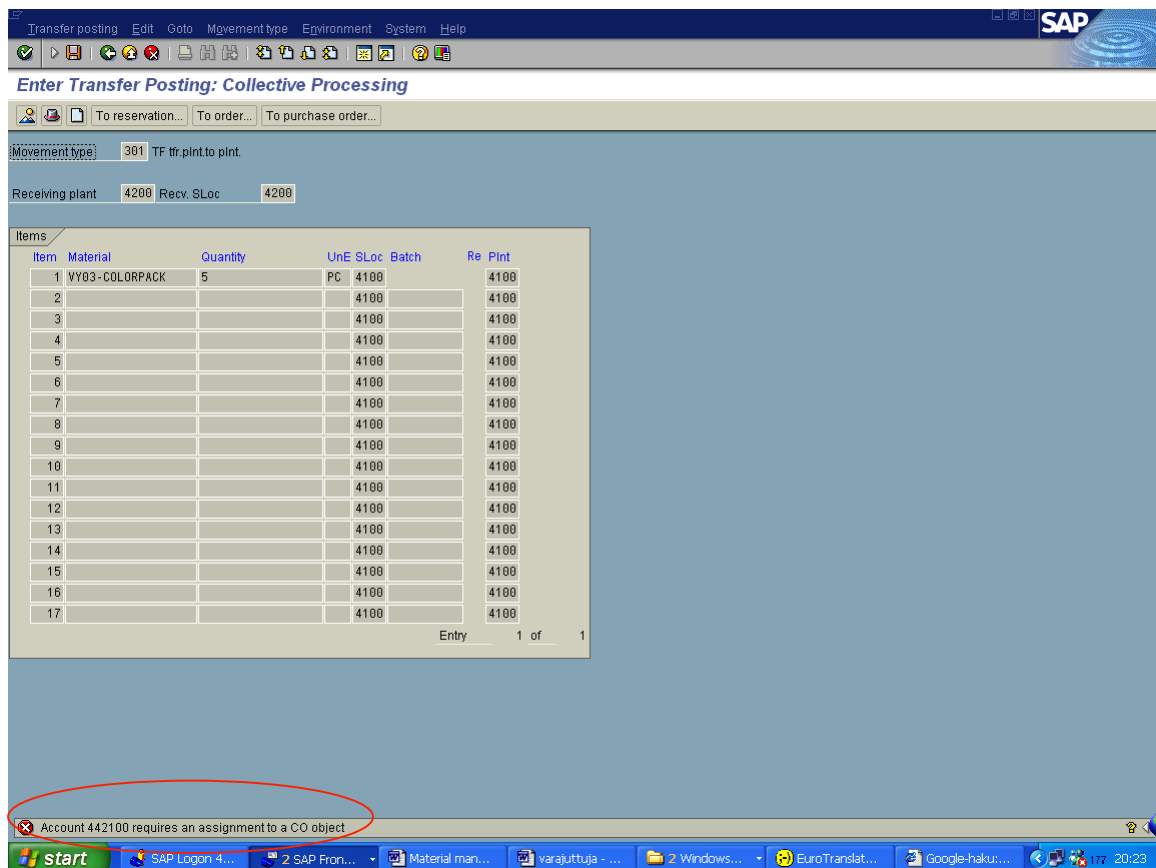 Transfer posting Edit Goto Movement type Environment System Help
SAP
Enter Transfer Posting: Collective Processing
To reservation... To order... To purchase order...
Movement type 301 TF tfr.plnt.to plnt.
Receiving plant 4200 Recv. SLoc 4200
Items
Item Material Quantity UnE SLoc Batch Re Plnt
1 VY03-COLORPACK 5 PC 4100 4100
2 4100 4100
3 4100 4100
4 4100 4100
5 4100 4100
6 4100 4100
7 4100 4100
8 4100 4100
9 4100 4100
10 4100 4100
11 4100 4100
12 4100 4100
13 4100 4100
14 4100 4100
15 4100 4100
16 4100 4100
17 4100 4100
Entry 1 of 1
Account 442100 requires an assignment to a CO object
start SAP Logon 4... 2 SAP Fron... Material man... varajuttuja - ... 2 Windows... EuroTranslat... Google-haku:... 177 20:23